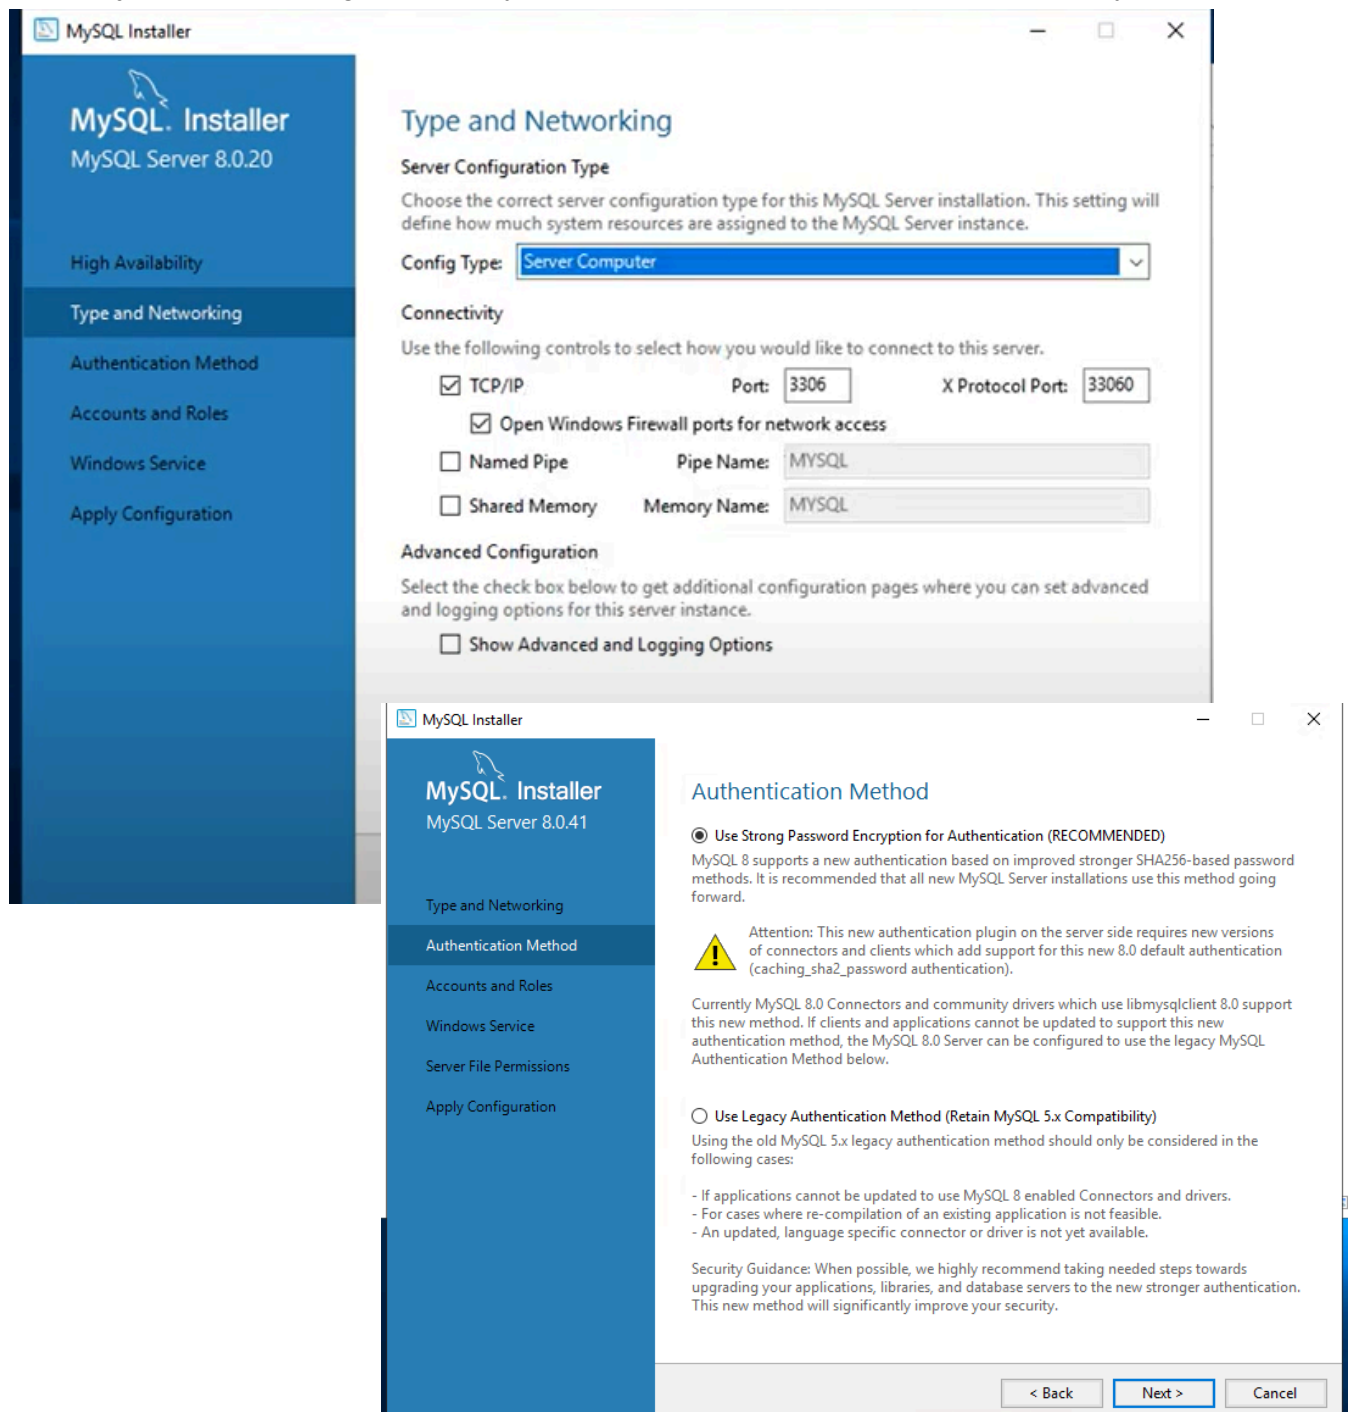 MySQL Installer
MySQL. Installer
MySQL Server 8.0.20
High Availability
Type and Networking
Authentication Method
Accounts and Roles
Windows Service
Apply Configuration
Type and Networking
Server Configuration Type
Choose the correct server configuration type for this MySQL Server installation. This setting will
define how much system resources are assigned to the MySQL Server instance.
Config Type: Server Computer
Connectivity
Use the following controls to select how you would like to connect to this server.
TCP/IP Port: 3306 X Protocol Port: 33060
Open Windows Firewall ports for network access
Named Pipe Pipe Name: MYSQL
Shared Memory Memory Name: MYSQL
Advanced Configuration
Select the check box below to get additional configuration pages where you can set advanced
and logging options for this server instance.
Show Advanced and Logging Options
MySQL Installer
MySQL. Installer
MySQL Server 8.0.41
Type and Networking
Authentication Method
Accounts and Roles
Windows Service
Server File Permissions
Apply Configuration
Authentication Method
Use Strong Password Encryption for Authentication (RECOMMENDED)
MySQL 8 supports a new authentication based on improved stronger SHA256-based password
methods. It is recommended that all new MySQL Server installations use this method going
forward.
Attention: This new authentication plugin on the server side requires new versions
of connectors and clients which add support for this new 8.0 default authentication
(caching_sha2_password authentication).
Currently MySQL 8.0 Connectors and community drivers which use libmysqlclient 8.0 support
this new method. If clients and applications cannot be updated to support this new
authentication method, the MySQL 8.0 Server can be configured to use the legacy MySQL
Authentication Method below.
Use Legacy Authentication Method (Retain MySQL 5.x Compatibility)
Using the old MySQL 5.x legacy authentication method should only be considered in the
following cases:
- If applications cannot be updated to use MySQL 8 enabled Connectors and drivers.
- For cases where re-compilation of an existing application is not feasible.
- An updated, language specific connector or driver is not yet available.
Security Guidance: When possible, we highly recommend taking needed steps towards
upgrading your applications, libraries, and database servers to the new stronger authentication.
This new method will significantly improve your security.
< Back Next > Cancel